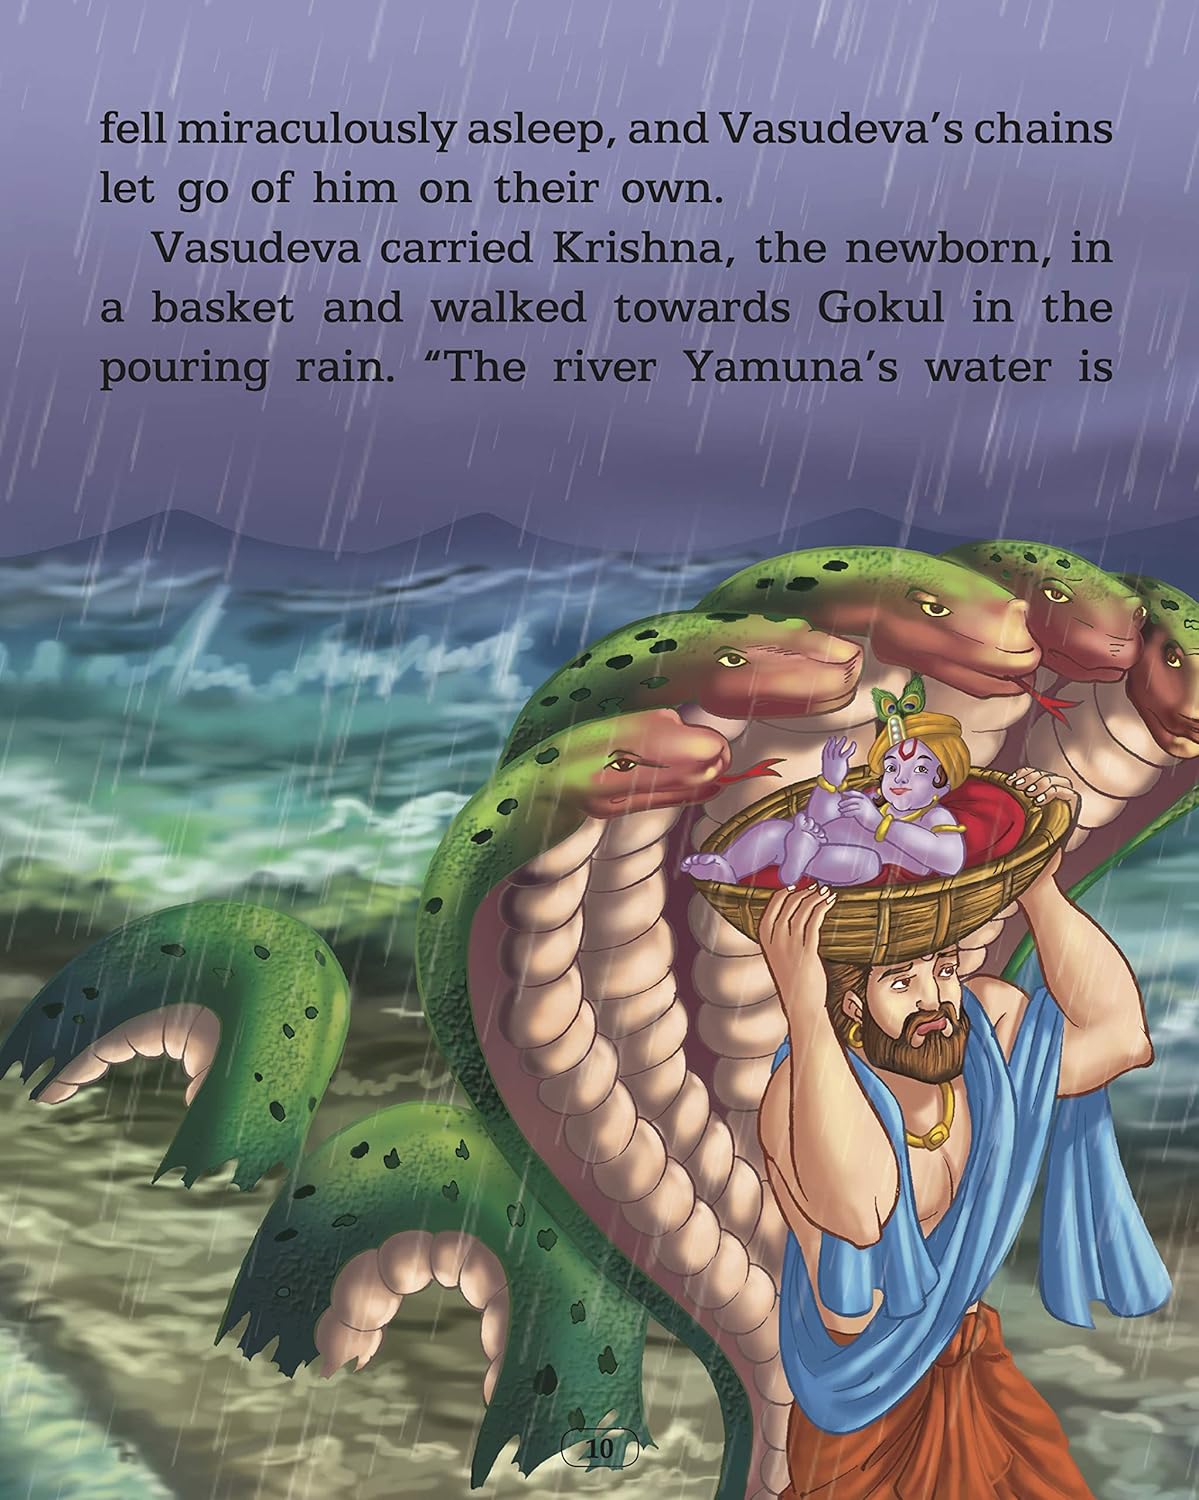 fell miraculously asleep, and Vasudeva's chains
let go of him on their own.
Vasudeva carried Krishna, the newborn, in
a basket and walked towards Gokul in the
pouring rain. “The river Yamuna's water is
10